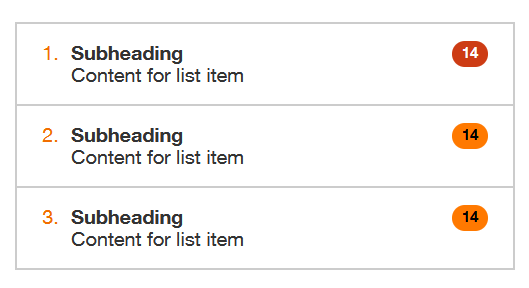 1. Subheading 14
Content for list item
2. Subheading 14
Content for list item
3. Subheading 14
Content for list item